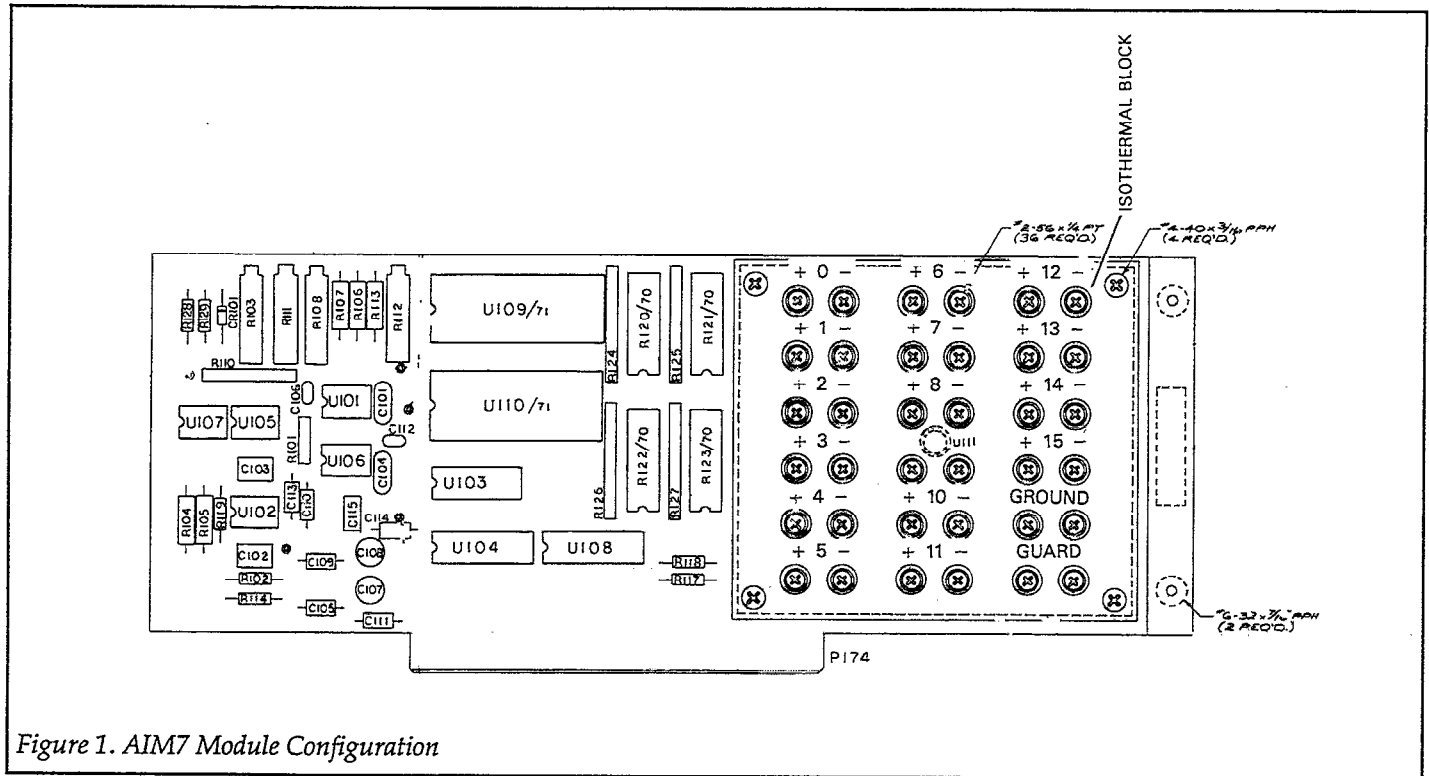 ISOTHERMAL BLOCK
#2-56 x 1/4 PT
(36 REQ'D.)
#4-40 x 3/16 PPH
(4 REQ'D.)
+ 0 -
+ 6 -
+ 12 -
+ 1 -
+ 7 -
+ 13 -
+ 2 -
+ 8 -
+ 14 -
+ 3 -
U111
+ 15 -
+ 4 -
+ 10 -
GROUND
+ 5 -
+ 11 -
GUARD
R128
R129
CR101
R103
R111
R108
R107
R106
R113
R112
U109/71
R124
R120/70
R125
R121/70
R110
C106
U101
C101
U110/71
U107
U105
R101
C112
U106
C104
C103
R126
R122/70
R127
R123/70
U103
R104
R105
R119
U102
C113
C110
C115
C114
C108
U104
U108
C102
C109
R102
R118
R117
C107
R114
C105
C111
(2 REQ'D.)
P174
Figure 1. AIM7 Module Configuration